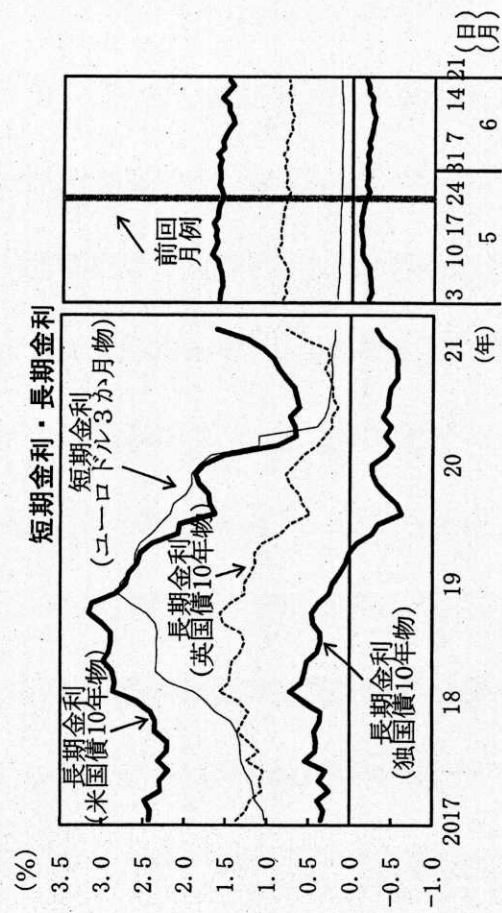 短期金利・長期金利
(%)
3.5
3.0
2.5
2.0
1.5
1.0
0.5
0.0
-0.5
-1.0
長期金利
(米国債10年物)
短期金利
(ユーロドル3か月物)
長期金利
(英国債10年物)
長期金利
(独国債10年物)
2017 18 19 20 21
(年)
前回
月例
3 10 17 24 31 7 14 21 (日)
5 6 (月)